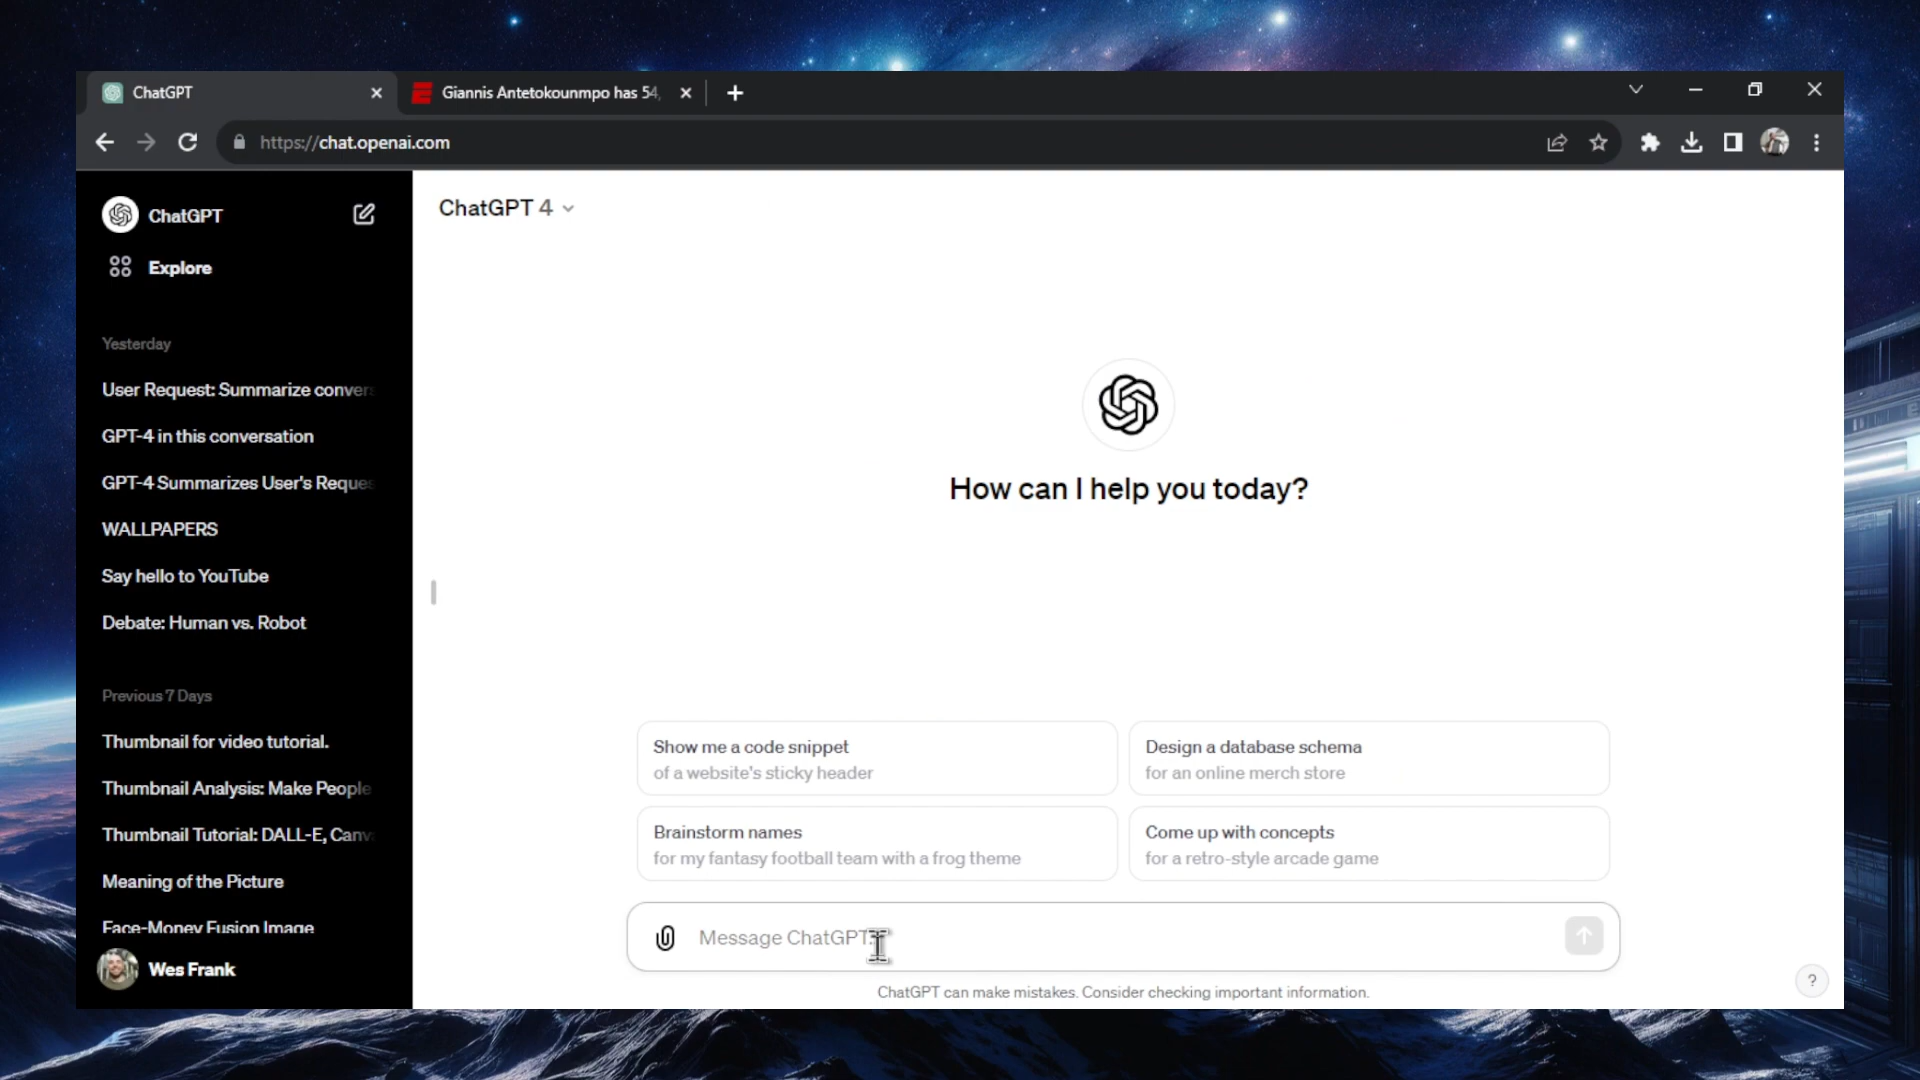 ChatGPT
Giannis Antetokounmpo has 54,
https://chat.openai.com
ChatGPT
Explore
Yesterday
User Request: Summarize convers
GPT-4 in this conversation
GPT-4 Summarizes User's Reques
WALLPAPERS
Say hello to YouTube
Debate: Human vs. Robot
Previous 7 Days
Thumbnail for video tutorial.
Thumbnail Analysis: Make People
Thumbnail Tutorial: DALL-E, Canva
Meaning of the Picture
Face-Money Fusion Image
Wes Frank
ChatGPT 4
How can I help you today?
Show me a code snippet
of a website's sticky header
Design a database schema
for an online merch store
Brainstorm names
for my fantasy football team with a frog theme
Come up with concepts
for a retro-style arcade game
Message ChatGPT
ChatGPT can make mistakes. Consider checking important information.
?